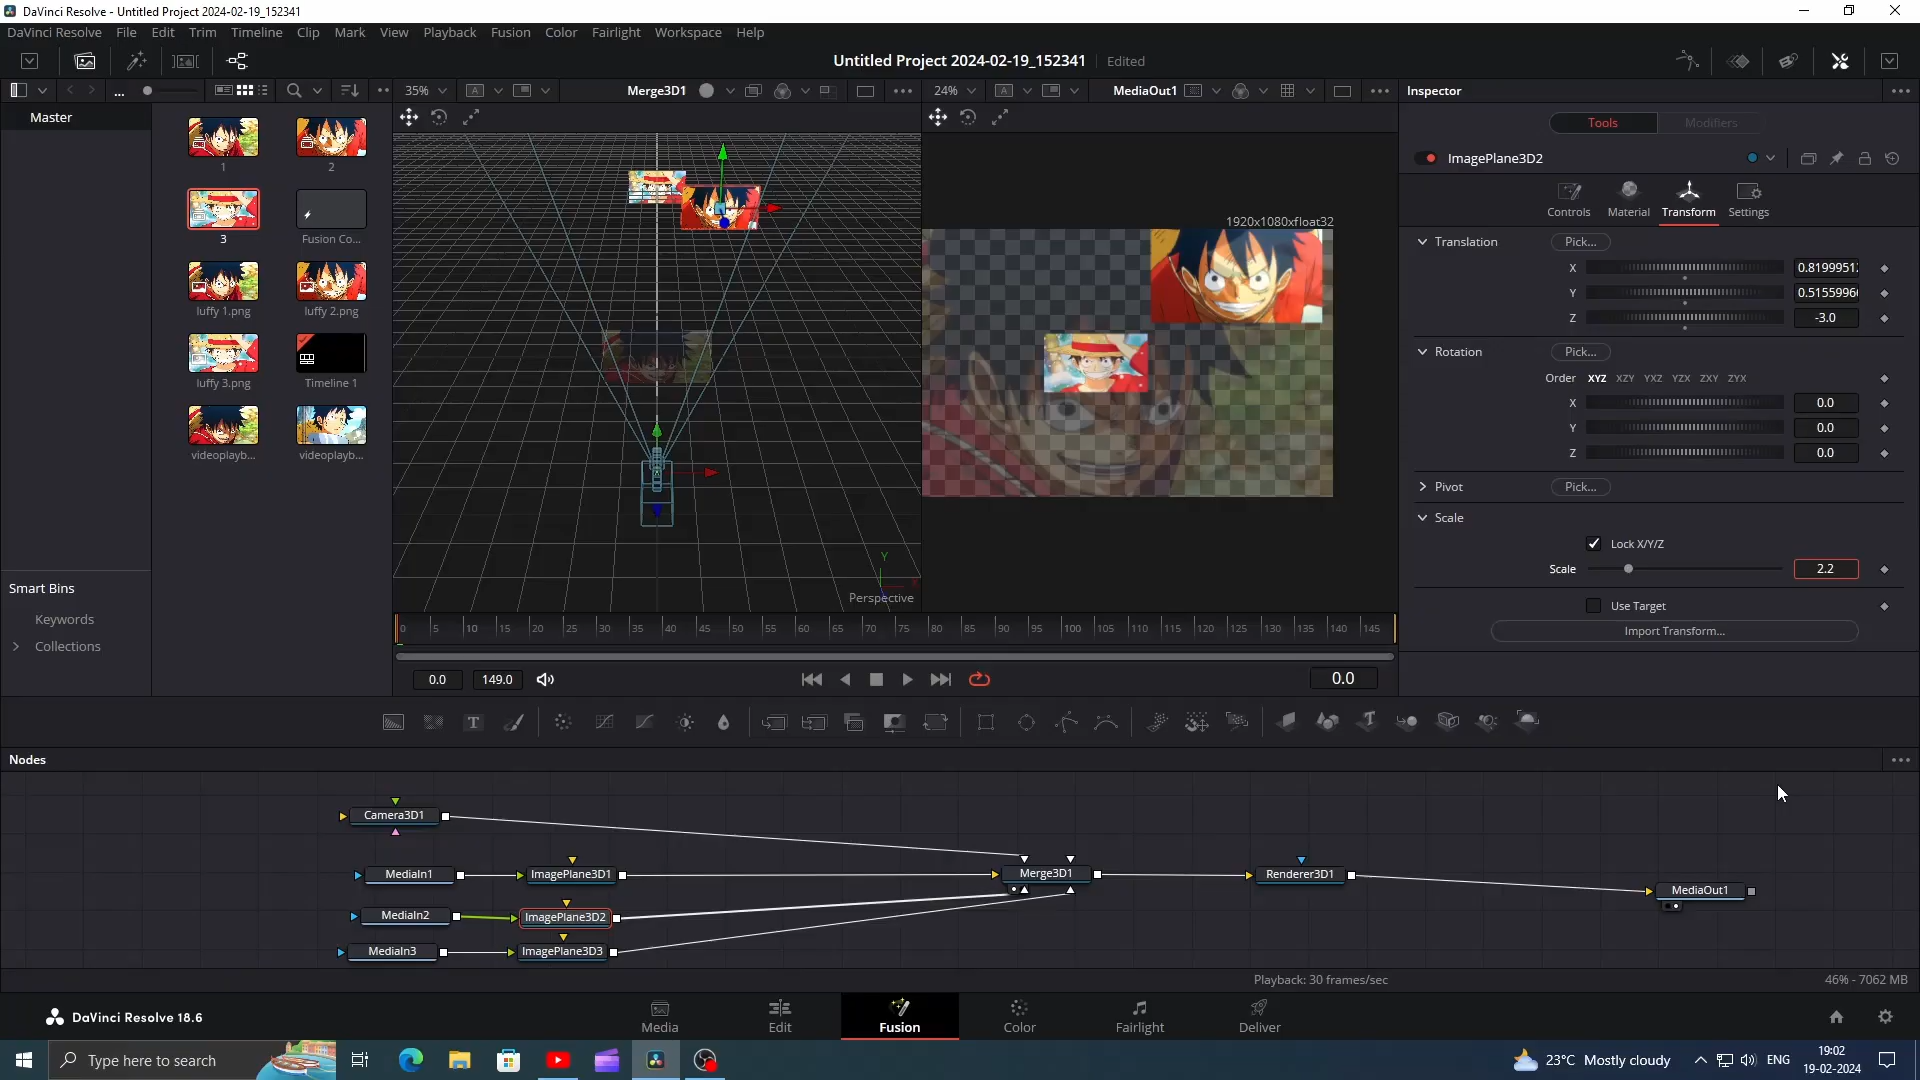 DaVinci Resolve - Untitled Project 2024-02-19_152341
DaVinci Resolve File Edit Trim Timeline Clip Mark View Playback Fusion Color Fairlight Workspace Help
Untitled Project 2024-02-19_152341 Edited
... 35% Merge3D1 ... 24% MediaOut1 ... Inspector ...
Master
1
2
3
Fusion Co...
luffy 1.png
luffy 2.png
luffy 3.png
Timeline 1
videoplayb...
videoplayb...
Smart Bins
Keywords
Collections
Y
Perspective
1920x1080xfloat32
Tools Modifiers
ImagePlane3D2
Controls Material Transform Settings
Translation Pick...
X 0.8199951
Y 0.5155996
Z -3.0
Rotation Pick...
Order XYZ XZY YXZ YZX ZXY ZYX
X 0.0
Y 0.0
Z 0.0
Pivot Pick...
Scale
Lock X/Y/Z
Scale 2.2
Use Target
Import Transform...
0 5 10 15 20 25 30 35 40 45 50 55 60 65 70 75 80 85 90 95 100 105 110 115 120 125 130 135 140 145
0.0 149.0 0.0
T T
Nodes ...
Camera3D1
MediaIn1 ImagePlane3D1 Merge3D1 Renderer3D1
MediaOut1
MediaIn2 ImagePlane3D2
MediaIn3 ImagePlane3D3
Playback: 30 frames/sec 46% - 7062 MB
DaVinci Resolve 18.6
Media Edit Fusion Color Fairlight Deliver
Type here to search
23°C Mostly cloudy ENG
19:02
19-02-2024